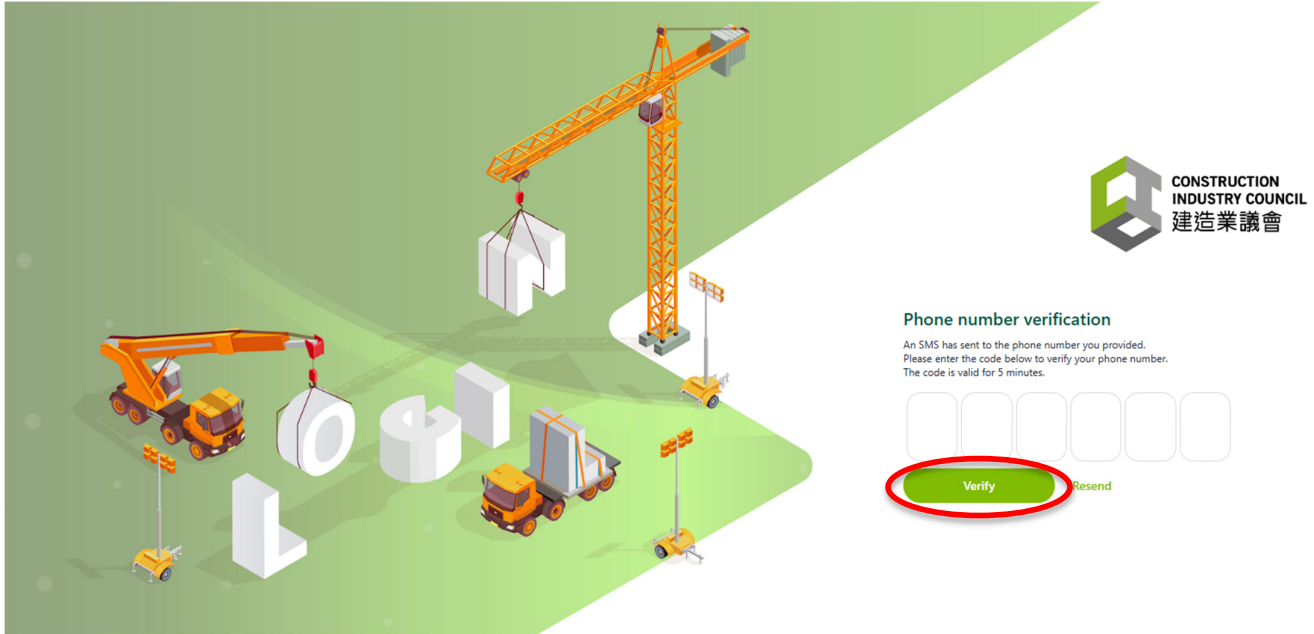 CONSTRUCTION
INDUSTRY COUNCIL
建造業議會
Phone number verification
An SMS has sent to the phone number you provided.
Please enter the code below to verify your phone number.
The code is valid for 5 minutes.
Verify Resend
L O G I n
L